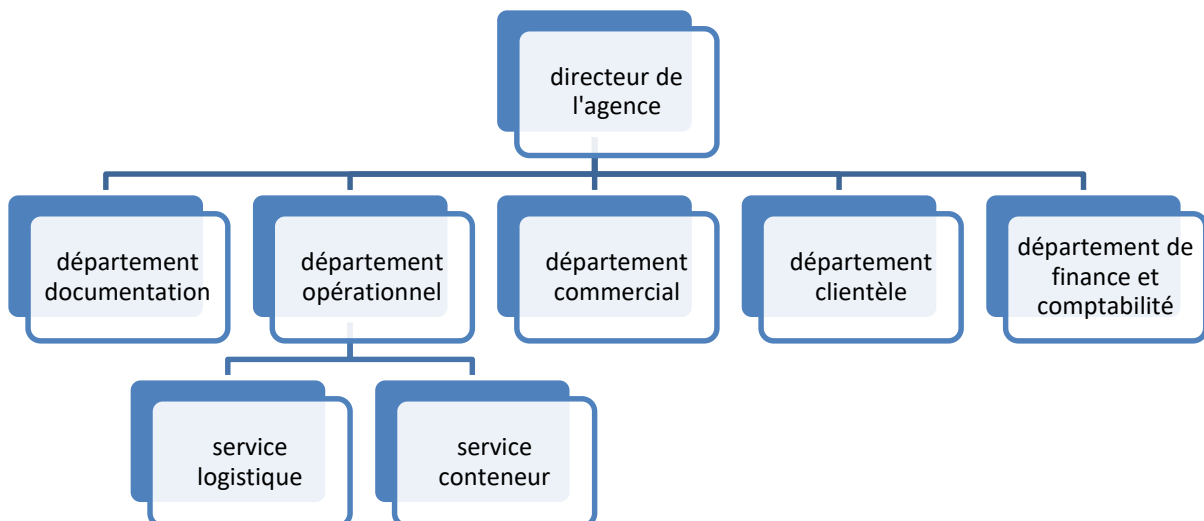 directeur de
l'agence
département
documentation
département
opérationnel
département
commercial
département
clientèle
département de
finance et
comptabilité
service
logistique
service
conteneur